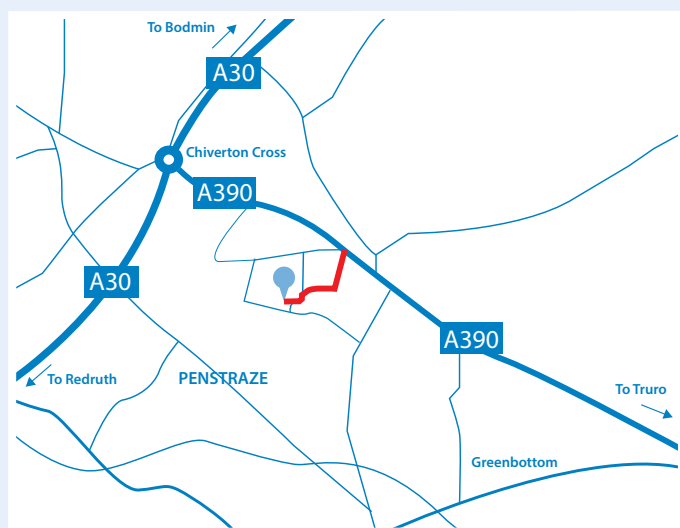 To Bodmin
A30
Chiverton Cross
A390
A30
A390
To Redruth
PENSTRAZE
To Truro
Greenbottom